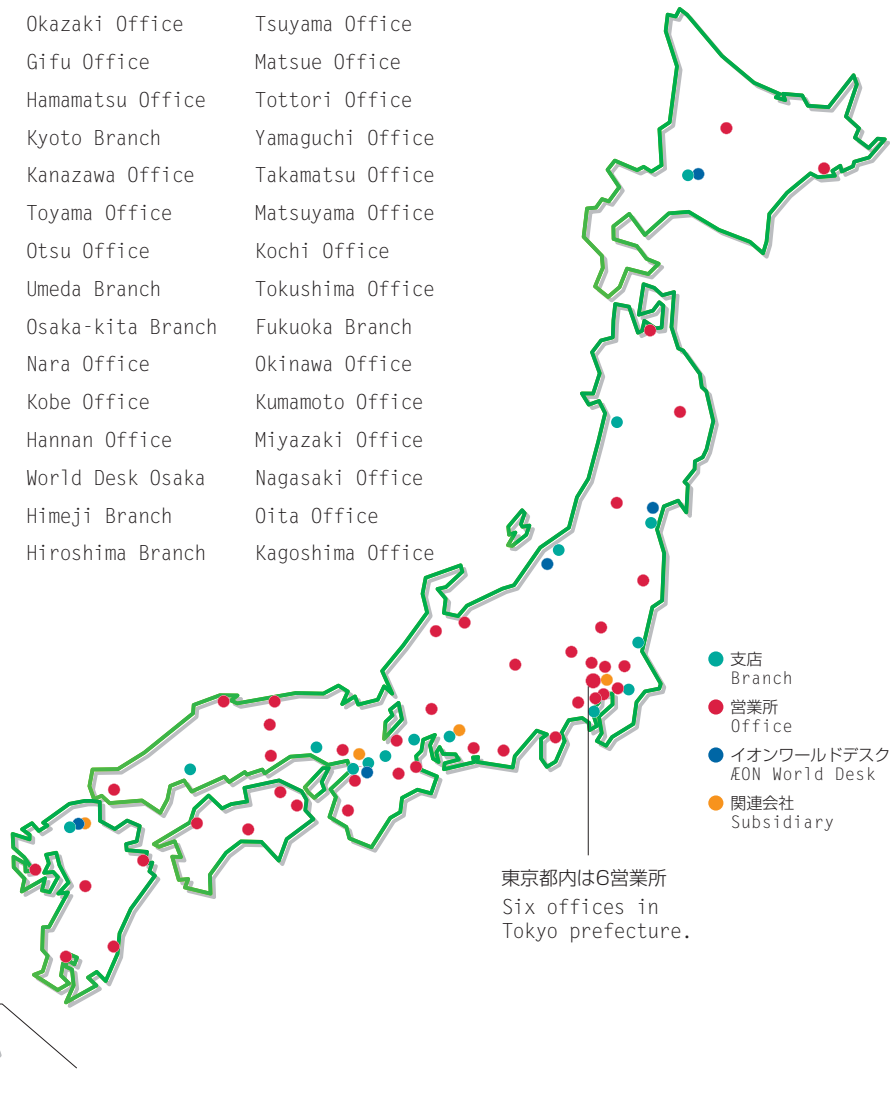 Okazaki Office
Gifu Office
Hamamatsu Office
Kyoto Branch
Kanazawa Office
Toyama Office
Otsu Office
Umeda Branch
Osaka-kita Branch
Nara Office
Kobe Office
Hannan Office
World Desk Osaka
Himeji Branch
Hiroshima Branch
Tsuyama Office
Matsue Office
Tottori Office
Yamaguchi Office
Takamatsu Office
Matsuyama Office
Kochi Office
Tokushima Office
Fukuoka Branch
Okinawa Office
Kumamoto Office
Miyazaki Office
Nagasaki Office
Oita Office
Kagoshima Office
支店
Branch
営業所
Office
イオンワールドデスク
ÆON World Desk
関連会社
Subsidiary
東京都内は6営業所
Six offices in
Tokyo prefecture.